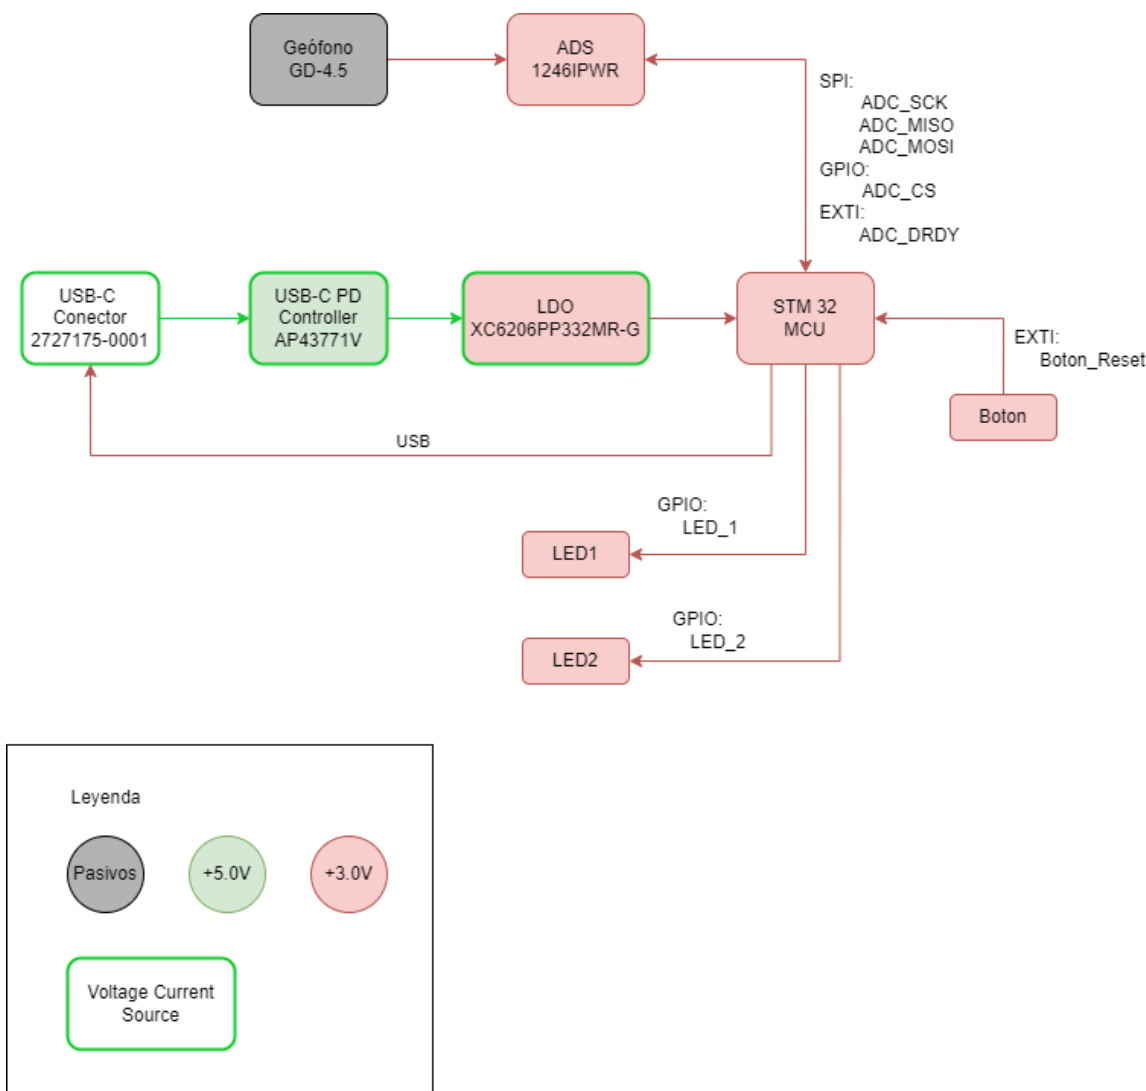 Geófono
GD-4.5
ADS
1246IPWR
SPI:
ADC_SCK
ADC_MISO
ADC_MOSI
GPIO:
ADC_CS
EXTI:
ADC_DRDY
USB-C
Conector
2727175-0001
USB-C PD
Controller
AP43771V
LDO
XC6206PP332MR-G
STM 32
MCU
EXTI:
Boton_Reset
Boton
USB
GPIO:
LED_1
LED1
GPIO:
LED_2
LED2
Leyenda
Pasivos
+5.0V
+3.0V
Voltage Current
Source